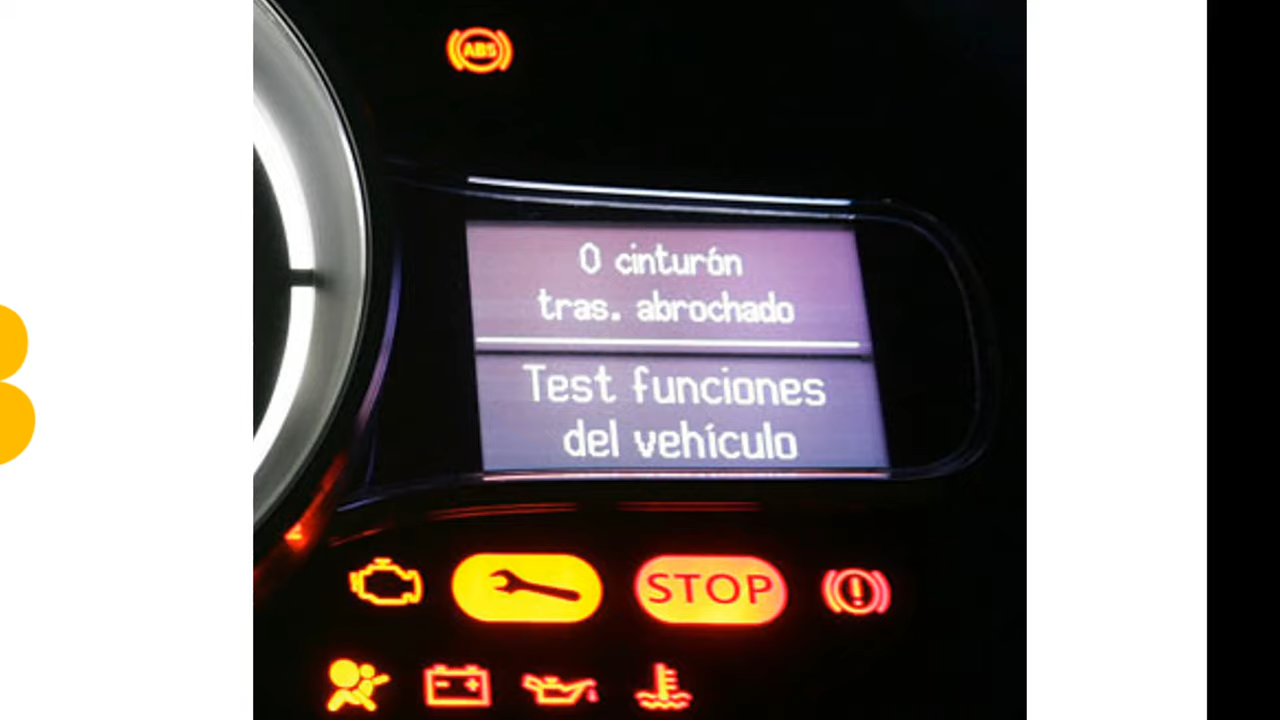 ABS
0 cinturón
tras. abrochado
Test funciones
del vehículo
STOP